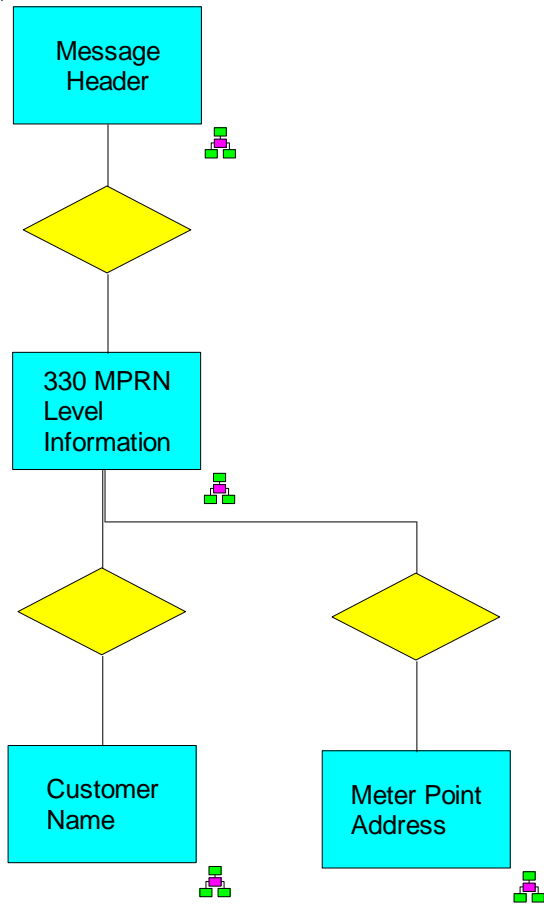 Message
Header
330 MPRN
Level
Information
Customer
Name
Meter Point
Address